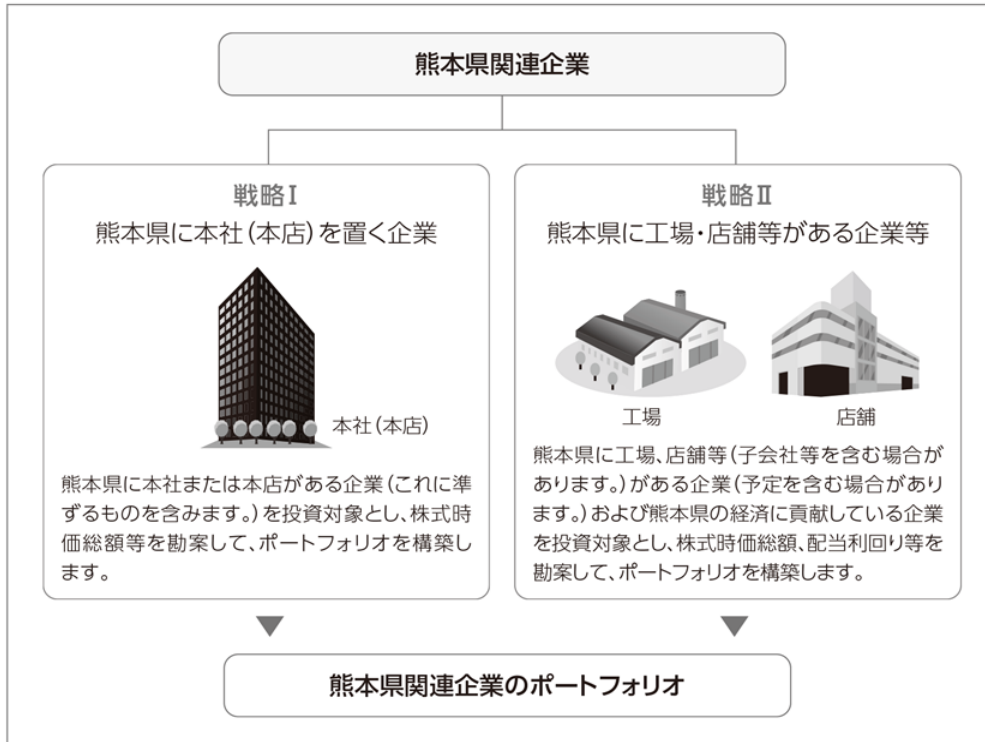 熊本県関連企業
戦略Ⅰ
熊本県に本社(本店)を置く企業
本社(本店)
熊本県に本社または本店がある企業(これに準
ずるものを含みます。)を投資対象とし、株式時
価総額等を勘案して、ポートフォリオを構築し
ます。
戦略Ⅱ
熊本県に工場・店舗等がある企業等
工場
店舗
熊本県に工場、店舗等(子会社等を含む場合が
あります。)がある企業(予定を含む場合があり
ます。)および熊本県の経済に貢献している企業
を投資対象とし、株式時価総額、配当利回り等を
勘案して、ポートフォリオを構築します。
熊本県関連企業のポートフォリオ